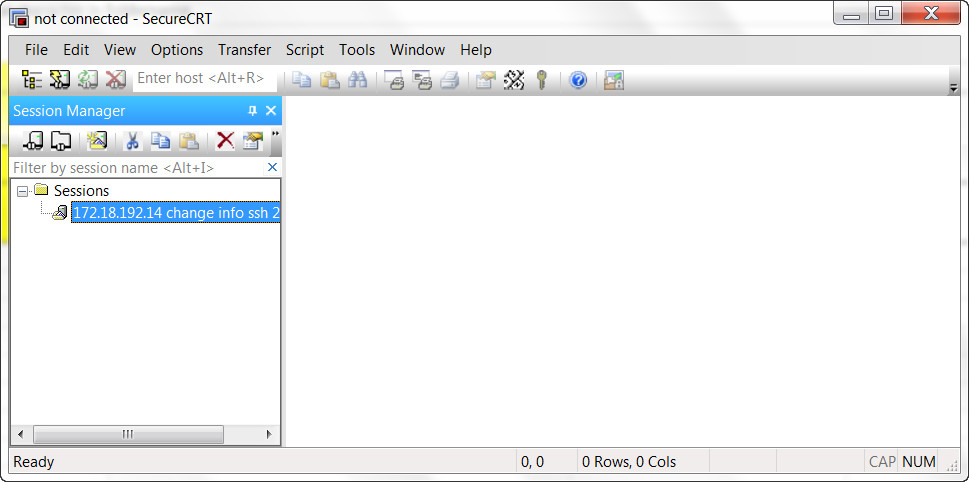 not connected - SecureCRT
File Edit View Options Transfer Script Tools Window Help
Enter host <Alt+R>
Session Manager
Filter by session name <Alt+I>
Sessions
172.18.192.14 change info ssh 2
Ready 0, 0 0 Rows, 0 Cols CAP NUM